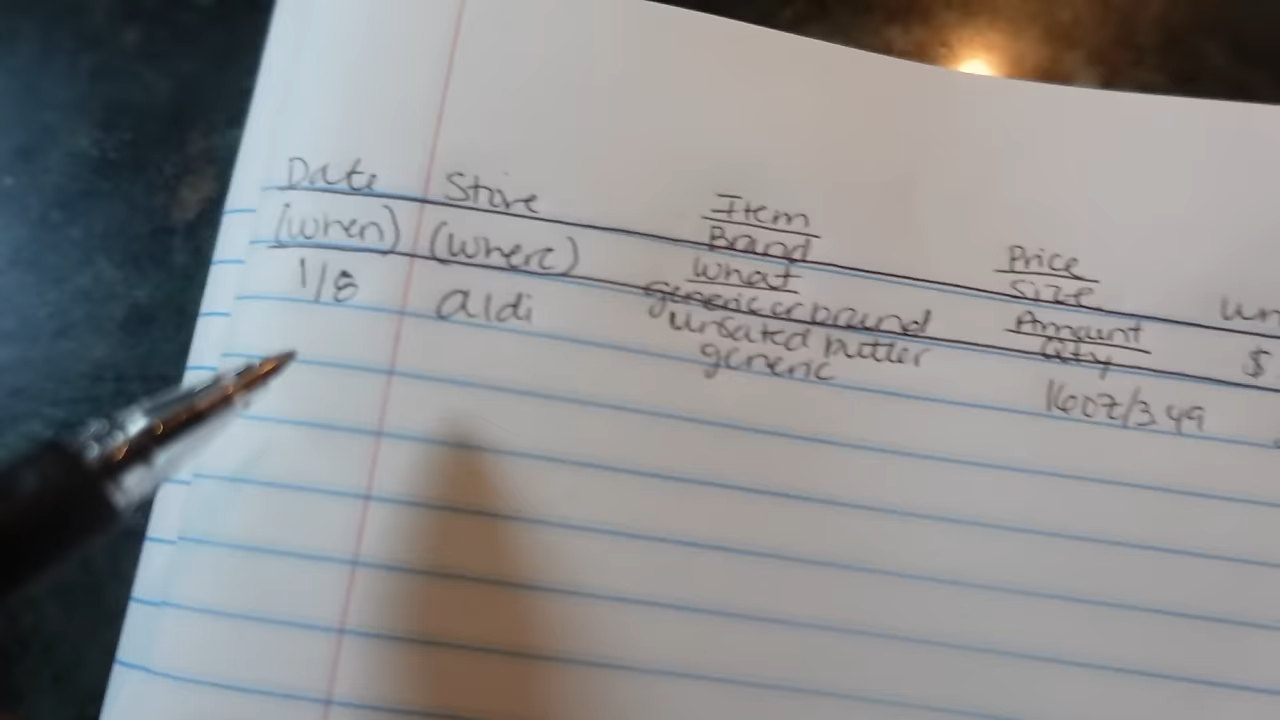 Date Store Item
Brand Price
Size
(when) (where) What
generic or brand Amount
Qty $
1/8 aldi unsated butter
generic 16oz/3.49